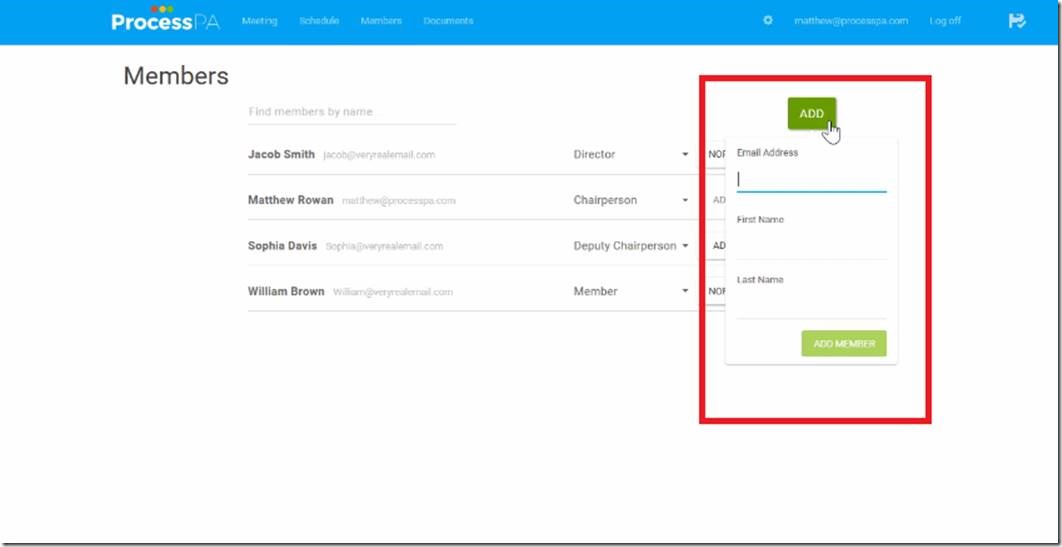 ProcessPA Meeting Schedule Members Documents matthew@processpa.com Log off
Members
Find members by name
ADD
Jacob Smith jacob@veryrealemail.com Director NOR
Matthew Rowan matthew@processpa.com Chairperson AD
Sophia Davis Sophia@veryrealemail.com Deputy Chairperson AD
William Brown William@veryrealemail.com Member NOR
Email Address
First Name
Last Name
ADD MEMBER